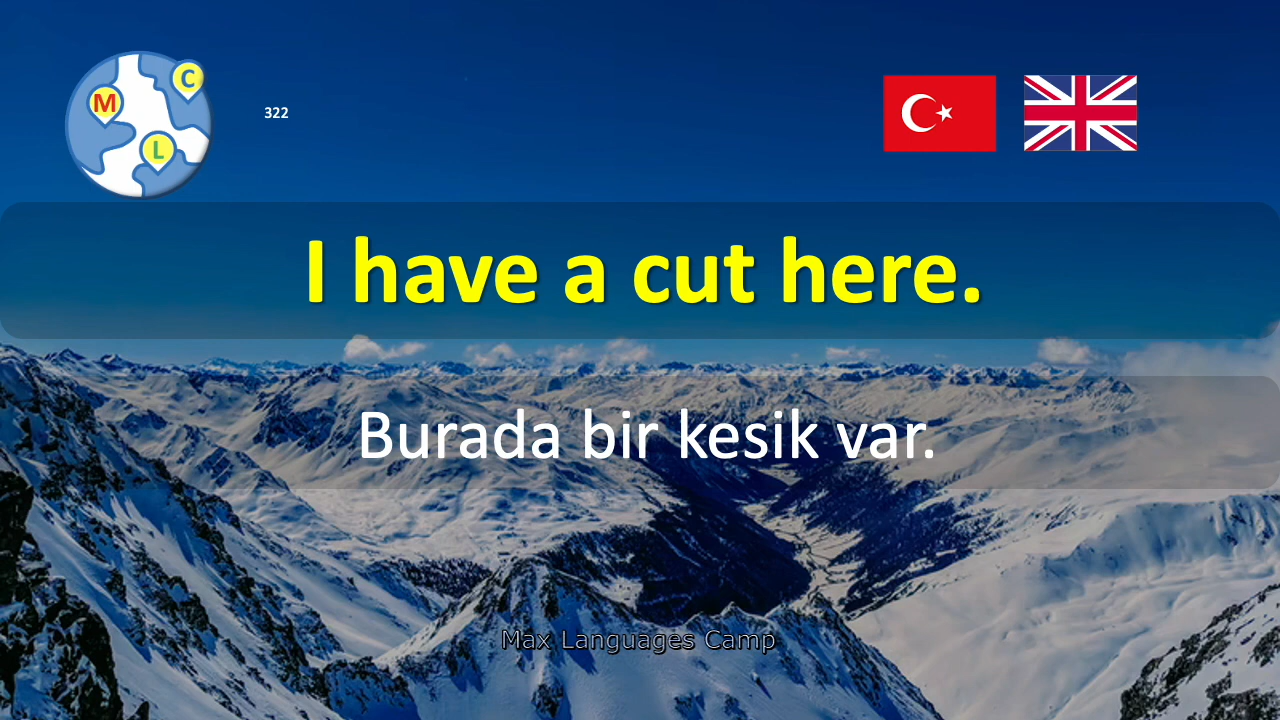 C
M
L
322
I have a cut here.
Burada bir kesik var.
Max Languages Camp